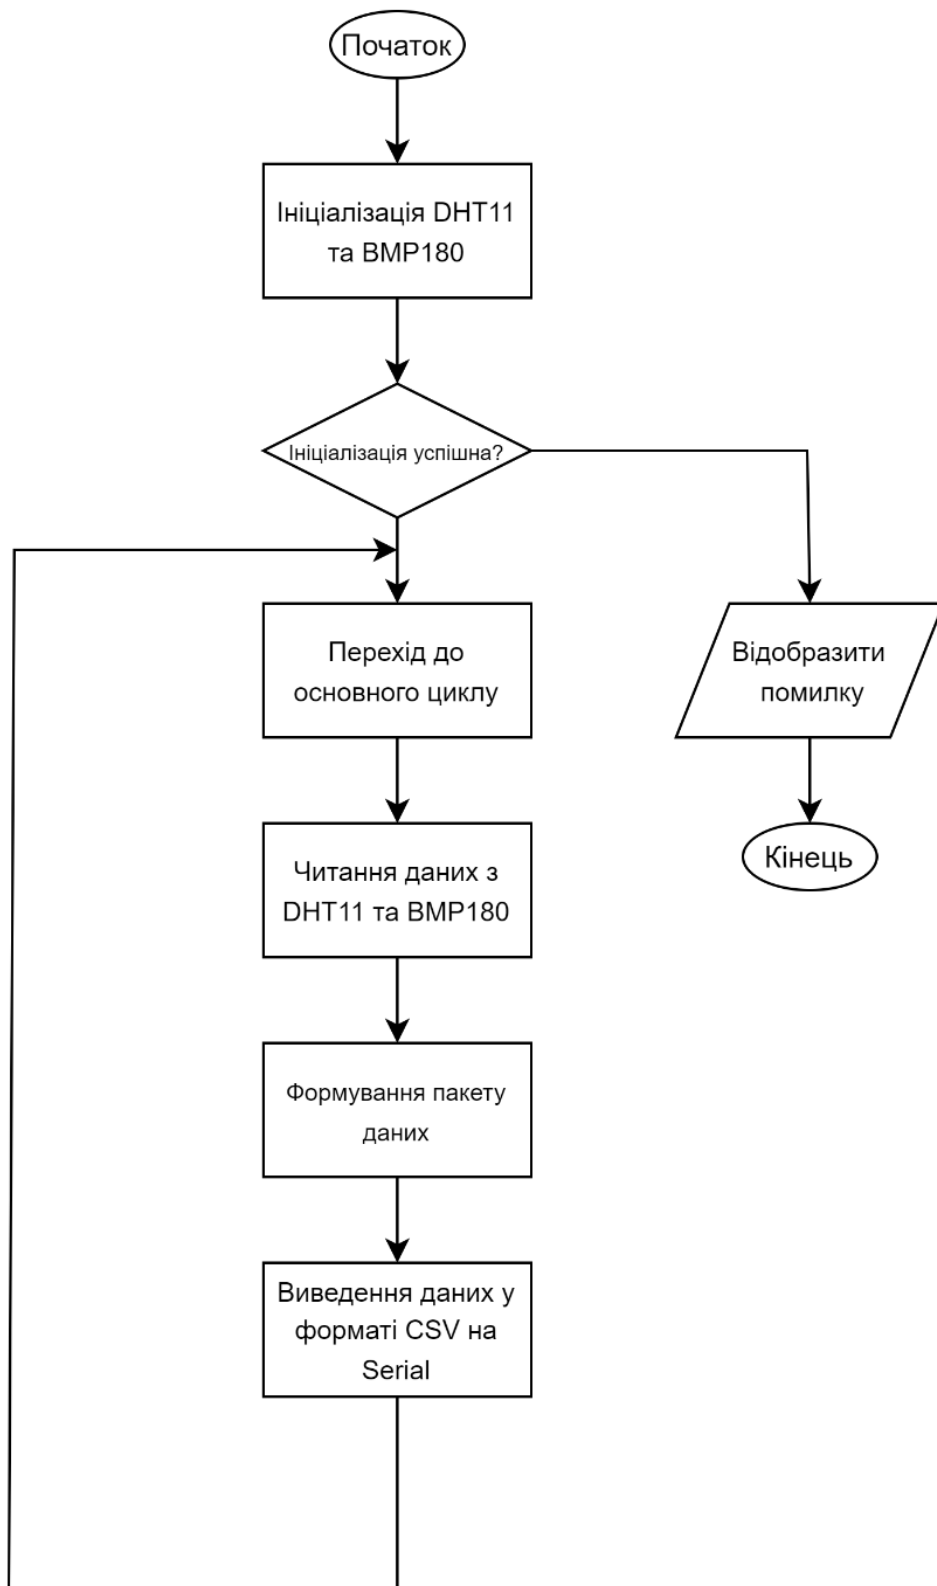 Початок
Ініціалізація DHT11
та BMP180
Ініціалізація успішна?
Перехід до
основного циклу
Відобразити
помилку
Читання даних з
DHT11 та BMP180
Кінець
Формування пакету
даних
Виведення даних у
форматі CSV на
Serial